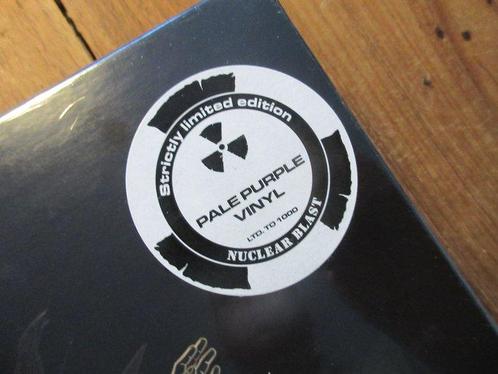 Strictly limited edition
PALE PURPLE
VINYL
LTD. TO 1000
NUCLEAR BLAST